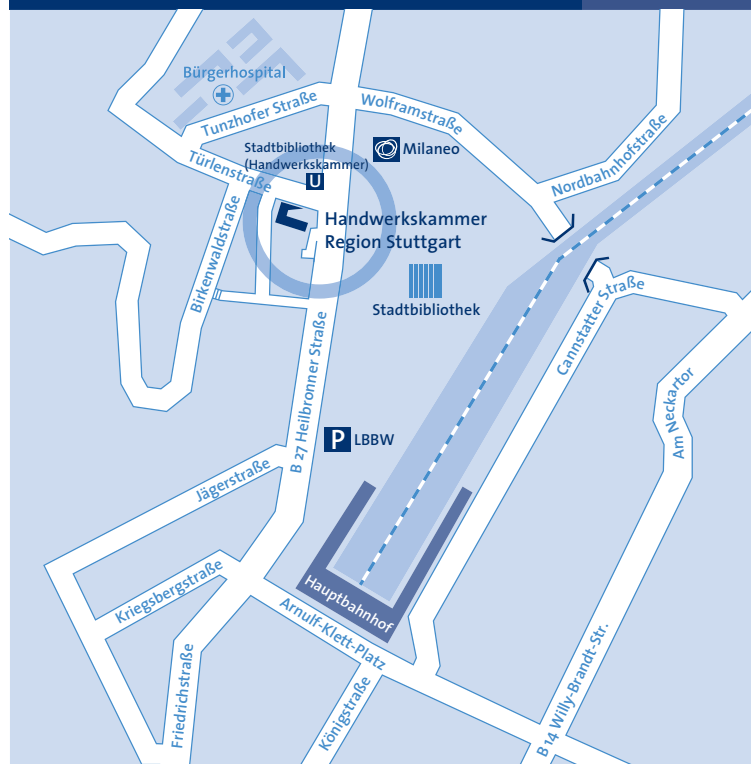 Bürgerhospital
Tunzhofer Straße
Wolframstraße
Stadtbibliothek
(Handwerkskammer)
U
Milaneo
Türlenstraße
Nordbahnhofstraße
Handwerkskammer
Region Stuttgart
Birkenwaldstraße
Stadtbibliothek
Cannstatter Straße
B 27 Heilbronner Straße
Am Neckartor
P LBBW
Jägerstraße
Kriegsbergstraße
Hauptbahnhof
Arnulf-Klett-Platz
Friedrichstraße
Königstraße
B 14 Willy-Brandt-Str.